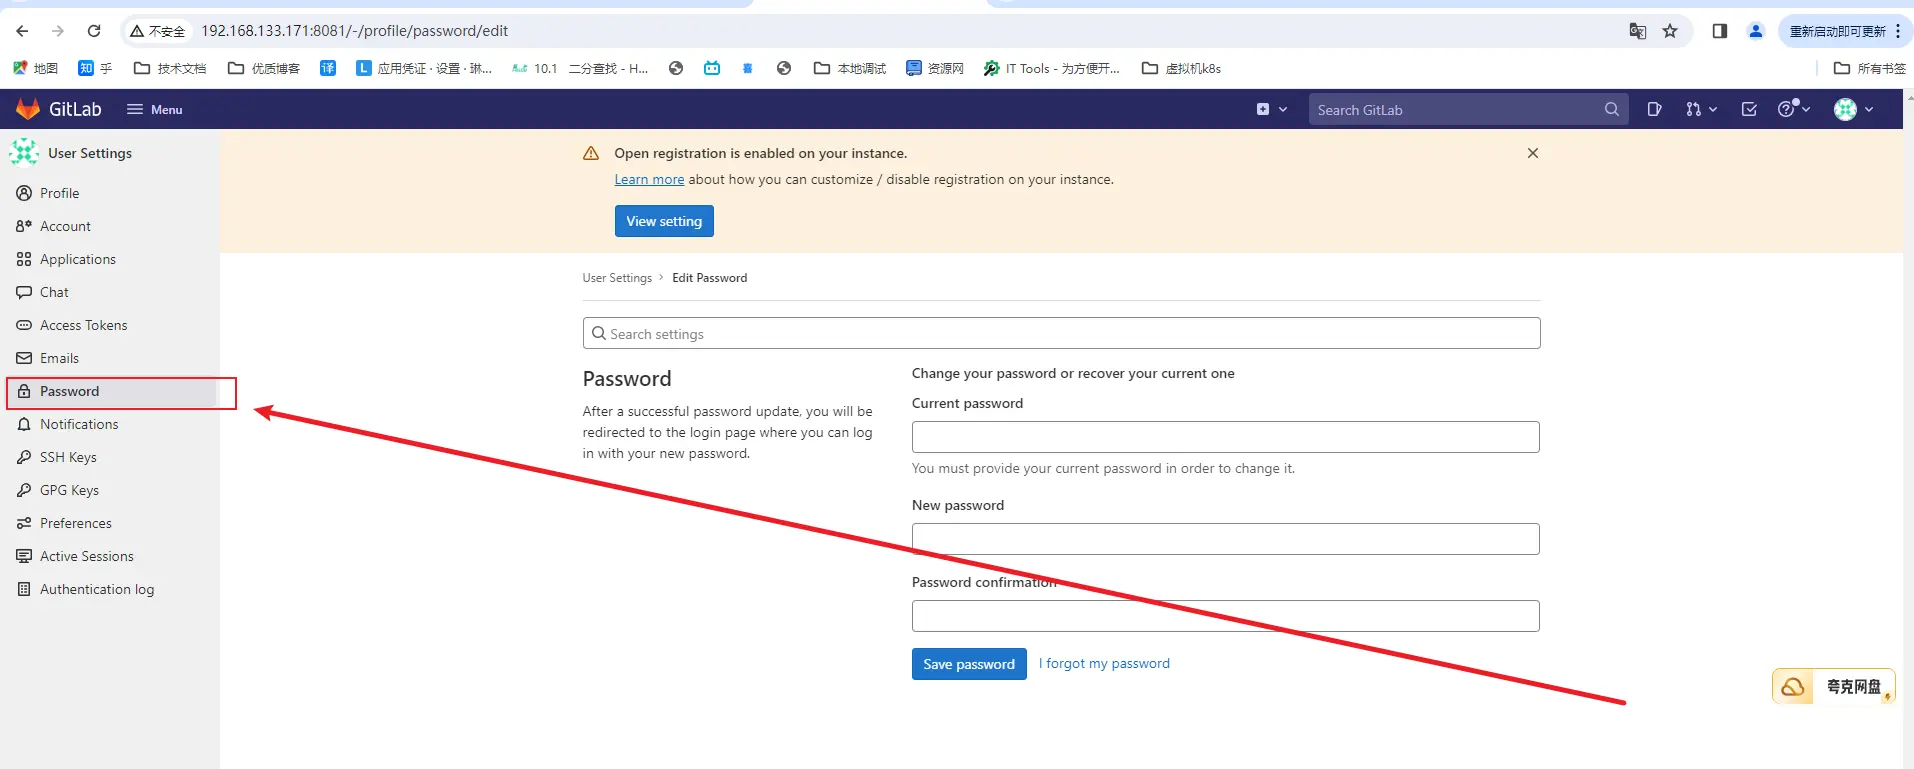 不安全
192.168.133.171:8081/-/profile/password/edit
重新启动即可更新
地图
知 乎
技术文档
优质博客
译
L 应用凭证 · 设置 · 琳...
10.1 二分查找 - H...
本地调试
资源网
IT Tools - 为方便开...
虚拟机k8s
所有书签
GitLab
Menu
Search GitLab
User Settings
Profile
Account
Applications
Chat
Access Tokens
Emails
Password
Notifications
SSH Keys
GPG Keys
Preferences
Active Sessions
Authentication log
Open registration is enabled on your instance.
Learn more about how you can customize / disable registration on your instance.
View setting
User Settings > Edit Password
Search settings
Password
After a successful password update, you will be
redirected to the login page where you can log
in with your new password.
Change your password or recover your current one
Current password
You must provide your current password in order to change it.
New password
Password confirmation
Save password
I forgot my password
夸克网盘